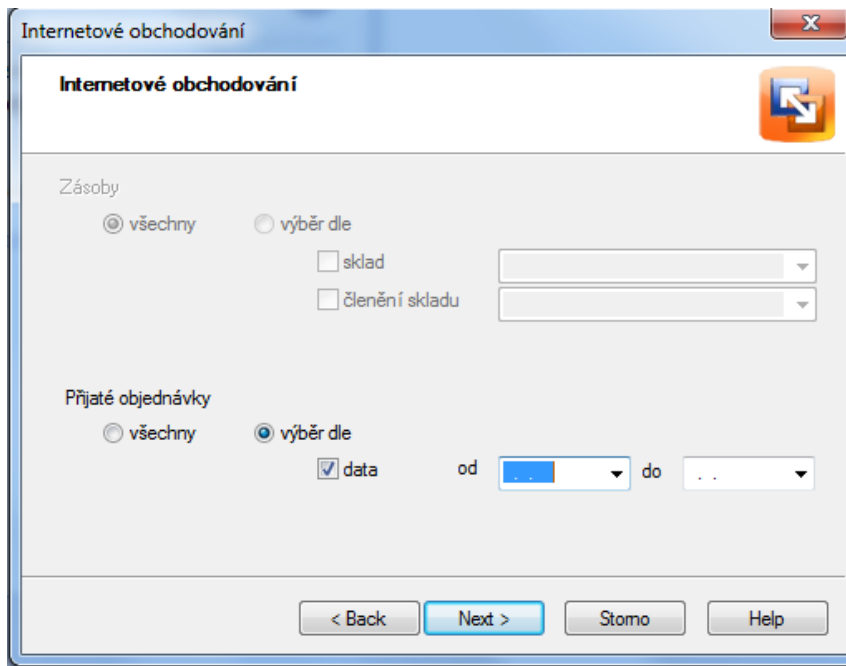 Internetové obchodování
Internetové obchodování
Zásoby
všechny výběr dle
sklad
členění skladu
Přijaté objednávky
všechny výběr dle
data od . . do . .
< Back Next > Storno Help